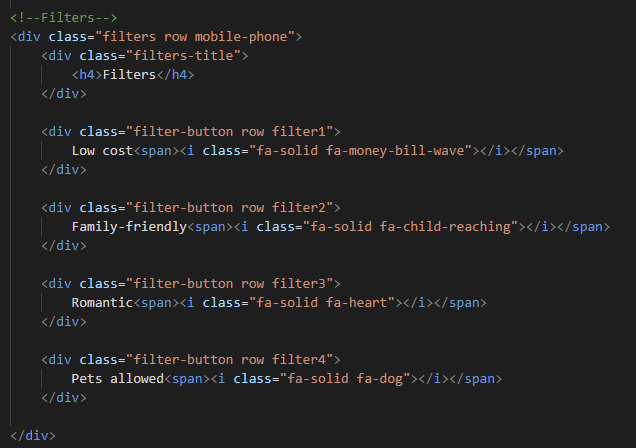 <!--Filters-->
<div class="filters row mobile-phone">
    <div class="filters-title">
        <h4>Filters</h4>
    </div>

    <div class="filter-button row filter1">
        Low cost<span><i class="fa-solid fa-money-bill-wave"></i></span>
    </div>

    <div class="filter-button row filter2">
        Family-friendly<span><i class="fa-solid fa-child-reaching"></i></span>
    </div>

    <div class="filter-button row filter3">
        Romantic<span><i class="fa-solid fa-heart"></i></span>
    </div>

    <div class="filter-button row filter4">
        Pets allowed<span><i class="fa-solid fa-dog"></i></span>
    </div>

</div>